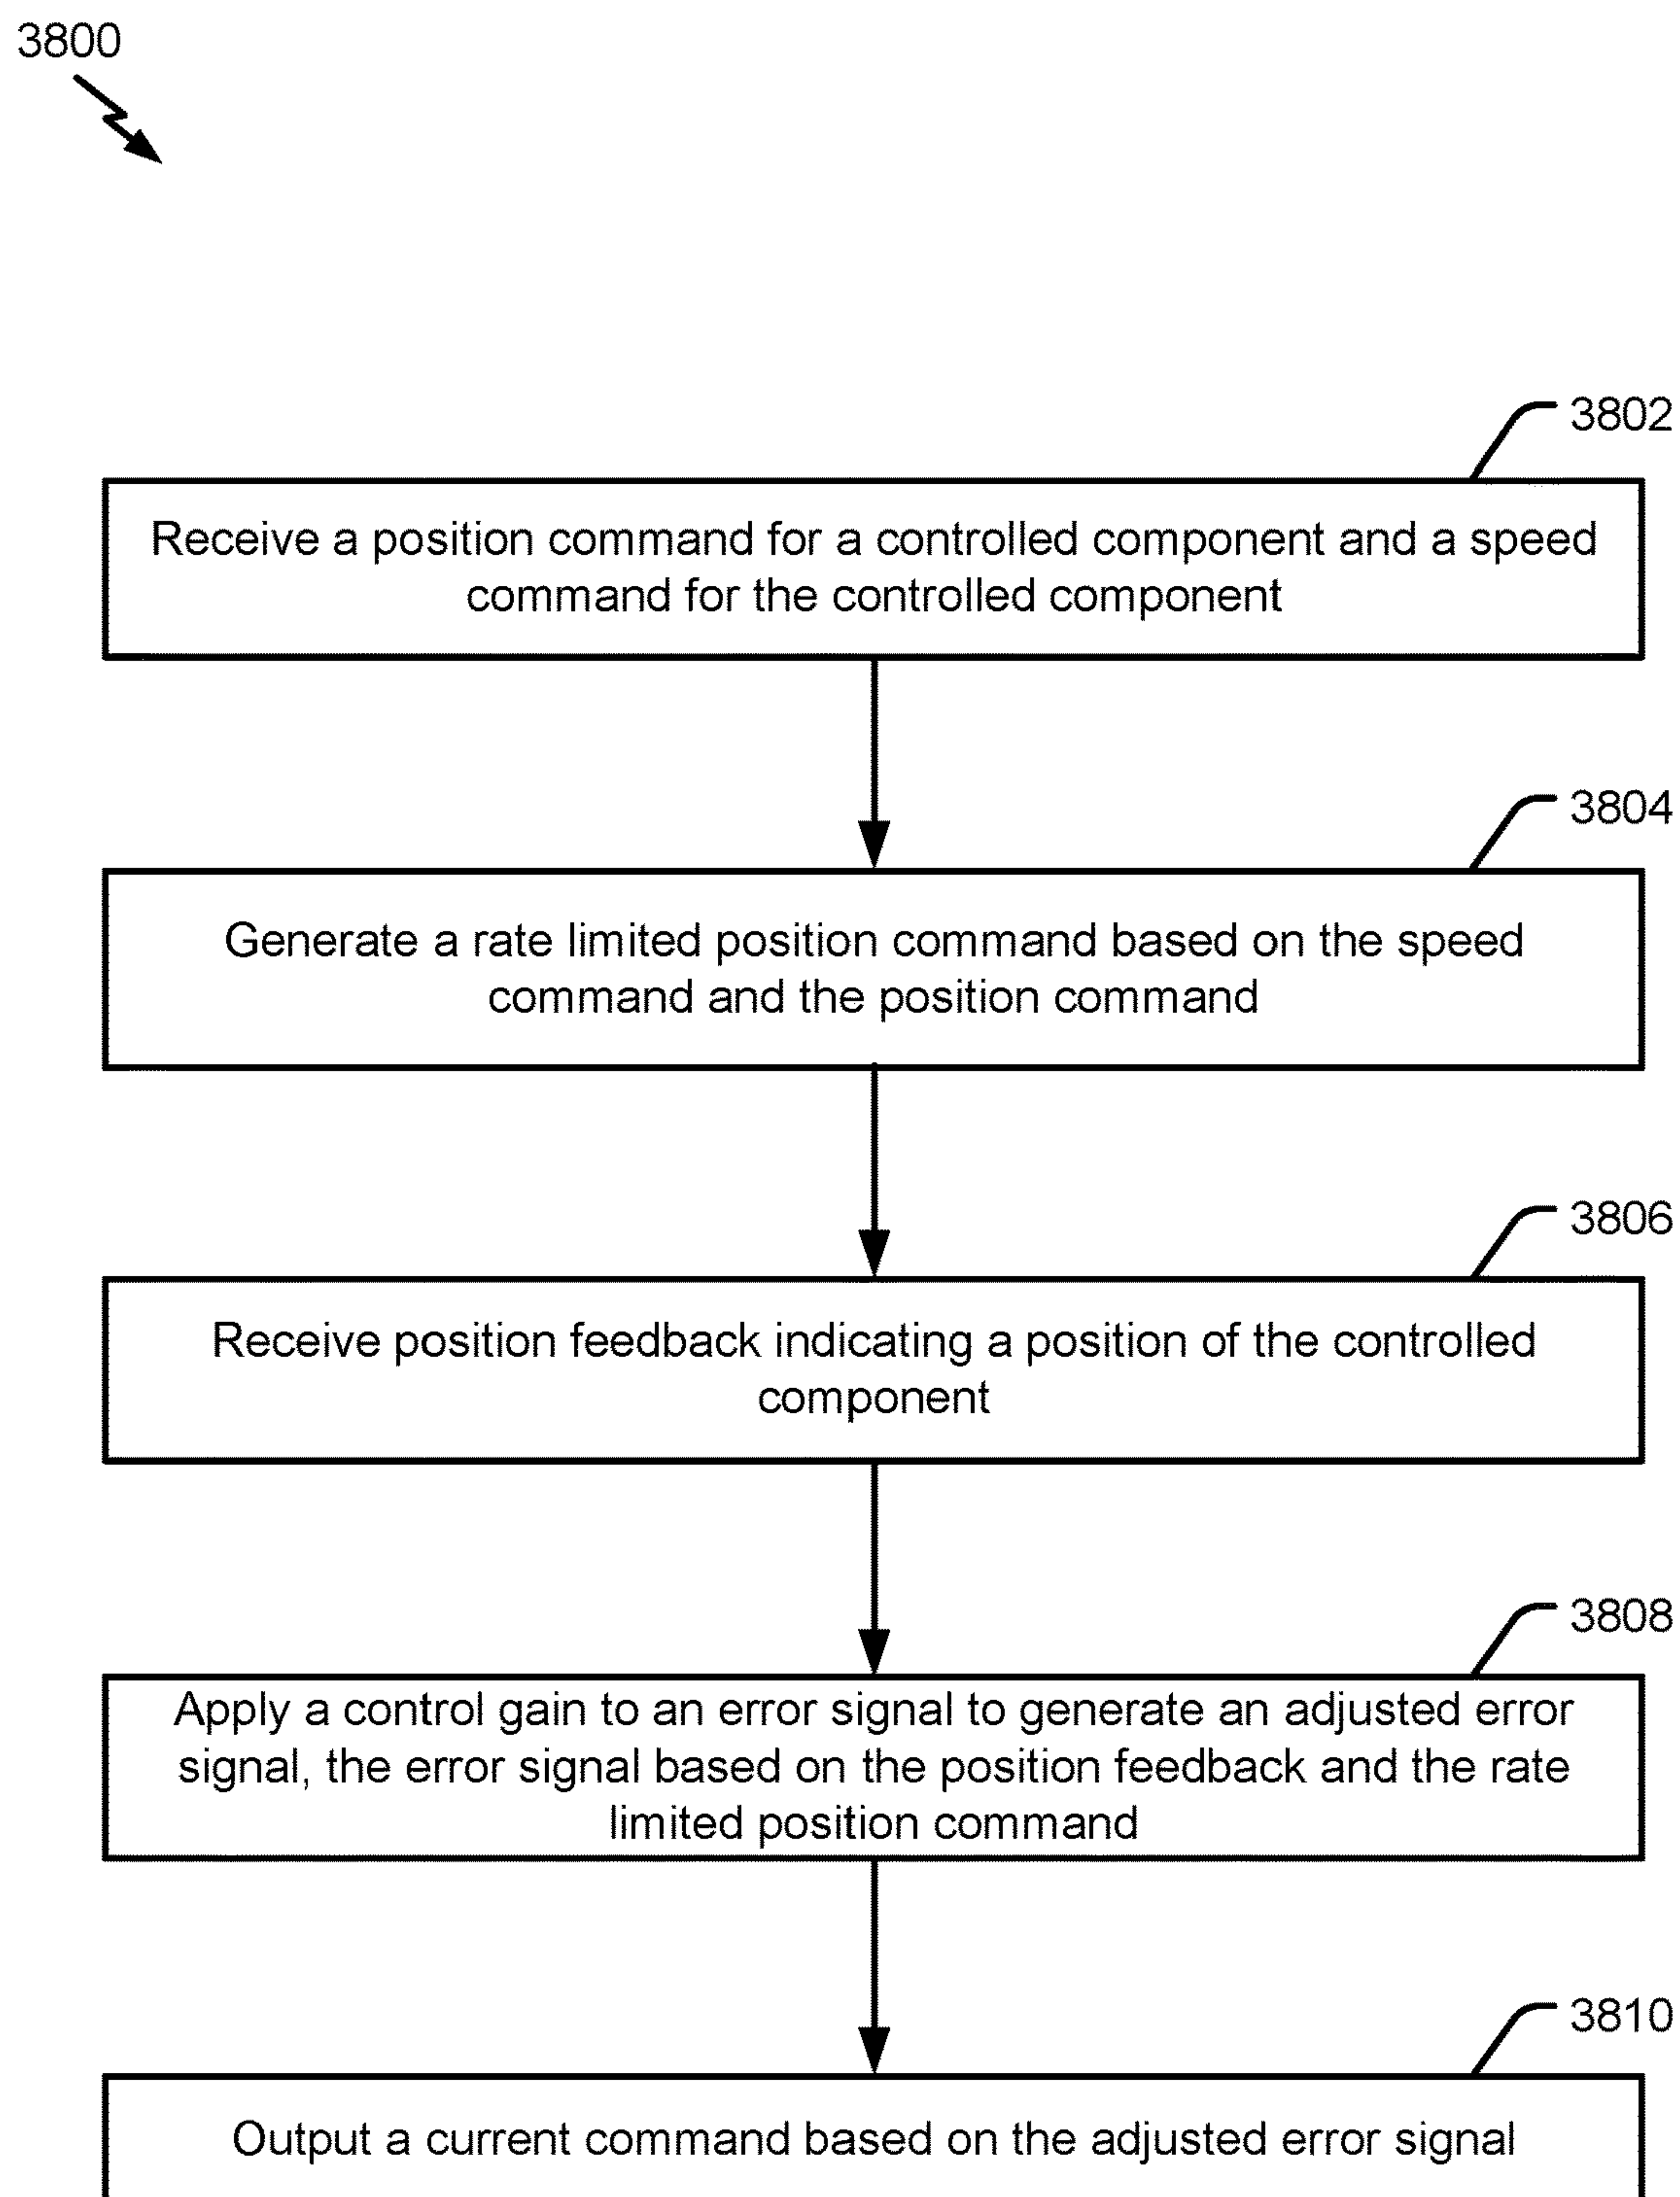 3800
3802
Receive a position command for a controlled component and a speed
command for the controlled component
3804
Generate a rate limited position command based on the speed
command and the position command
3806
Receive position feedback indicating a position of the controlled
component
3808
Apply a control gain to an error signal to generate an adjusted error
signal, the error signal based on the position feedback and the rate
limited position command
3810
Output a current command based on the adjusted error signal